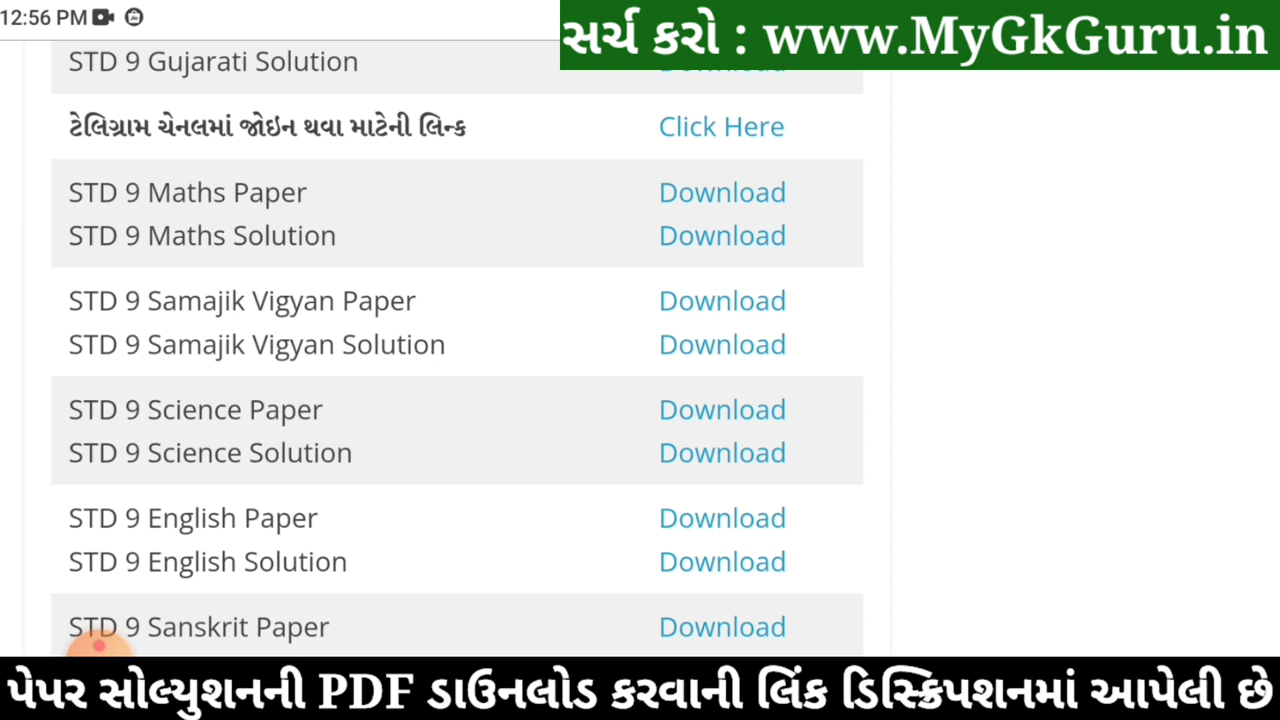 12:56 PM
સર્ચ કરો : www.MyGkGuru.in
STD 9 Gujarati Solution
ટેલિગ્રામ ચેનલમાં જોઇન થવા માટેની લિન્ક Click Here
STD 9 Maths Paper Download
STD 9 Maths Solution Download
STD 9 Samajik Vigyan Paper Download
STD 9 Samajik Vigyan Solution Download
STD 9 Science Paper Download
STD 9 Science Solution Download
STD 9 English Paper Download
STD 9 English Solution Download
STD 9 Sanskrit Paper Download
પેપર સોલ્યુશનની PDF ડાઉનલોડ કરવાની લિંક ડિસ્ક્રિપશનમાં આપેલી છે